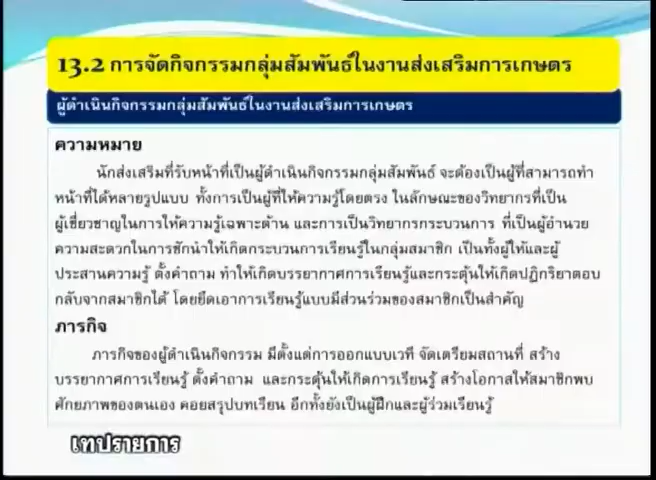 13.2 การจัดกิจกรรมกลุ่มสัมพันธ์ในงานส่งเสริมการเกษตร
ผู้ดำเนินกิจกรรมกลุ่มสัมพันธ์ในงานส่งเสริมการเกษตร
ความหมาย
นักส่งเสริมที่รับหน้าที่เป็นผู้ดำเนินกิจกรรมกลุ่มสัมพันธ์ จะต้องเป็นผู้ที่สามารถทำ
หน้าที่ได้หลายรูปแบบ ทั้งการเป็นผู้ที่ให้ความรู้โดยตรง ในลักษณะของวิทยากรที่เป็น
ผู้เชี่ยวชาญในการให้ความรู้เฉพาะด้าน และการเป็นวิทยากรกระบวนการ ที่เป็นผู้อำนวย
ความสะดวกในการชักนำให้เกิดกระบวนการเรียนรู้ในกลุ่มสมาชิก เป็นทั้งผู้ให้และผู้
ประสานความรู้ ตั้งคำถาม ทำให้เกิดบรรยากาศการเรียนรู้และกระตุ้นให้เกิดปฏิกริยาตอบ
กลับจากสมาชิกได้ โดยยึดเอาการเรียนรู้แบบมีส่วนร่วมของสมาชิกเป็นสำคัญ
ภารกิจ
ภารกิจของผู้ดำเนินกิจกรรม มีตั้งแต่การออกแบบเวที จัดเตรียมสถานที่ สร้าง
บรรยากาศการเรียนรู้ ตั้งคำถาม และกระตุ้นให้เกิดการเรียนรู้ สร้างโอกาสให้สมาชิกพบ
ศักยภาพของตนเอง คอยสรุปบทเรียน อีกทั้งยังเป็นผู้ฝึกและผู้ร่วมเรียนรู้
เทปรายการ